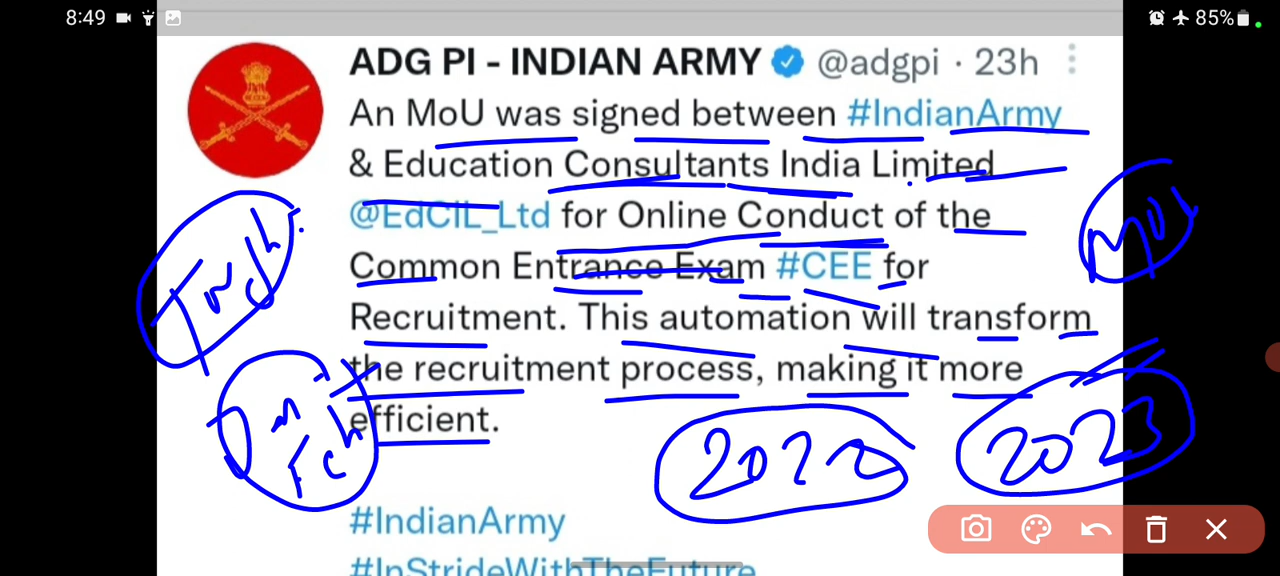 8:49 85%
ADG PI - INDIAN ARMY @adgpi · 23h
An MoU was signed between #IndianArmy
& Education Consultants India Limited
@EdCIL_Ltd for Online Conduct of the
Common Entrance Exam #CEE for
Recruitment. This automation will transform
the recruitment process, making it more
efficient.
2022 2023
#IndianArmy
#InStrideWithTheFuture